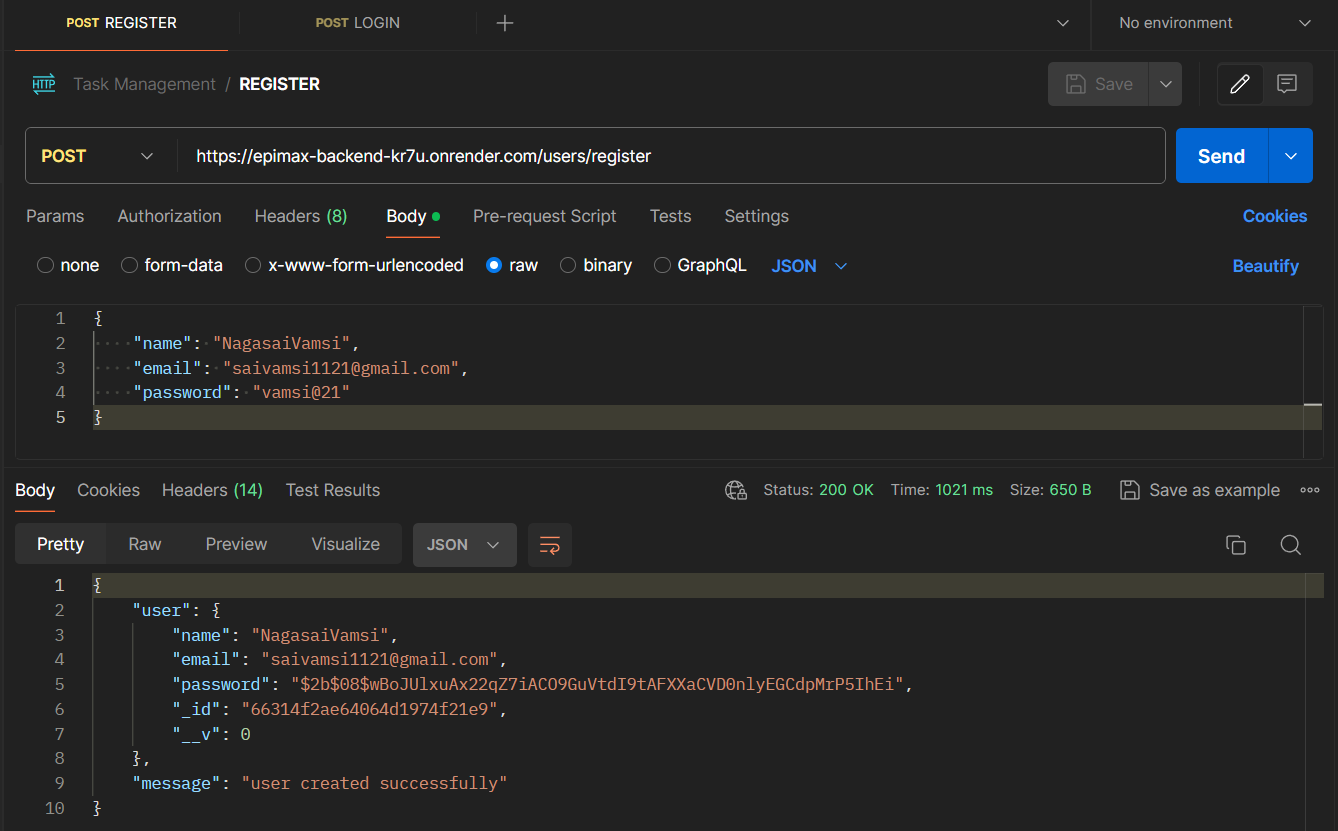 POST REGISTER
POST LOGIN
No environment
HTTP
Task Management / REGISTER
Save
POST
https://epimax-backend-kr7u.onrender.com/users/register
Send
Params
Authorization
Headers (8)
Body
Pre-request Script
Tests
Settings
Cookies
none
form-data
x-www-form-urlencoded
raw
binary
GraphQL
JSON
Beautify
1 {
2 "name": "NagasaiVamsi",
3 "email": "saivamsi1121@gmail.com",
4 "password": "vamsi@21"
5 }
Body
Cookies
Headers (14)
Test Results
Status: 200 OK
Time: 1021 ms
Size: 650 B
Save as example
Pretty
Raw
Preview
Visualize
JSON
1 {
2 "user": {
3 "name": "NagasaiVamsi",
4 "email": "saivamsi1121@gmail.com",
5 "password": "$2b$08$wBoJUlxuAx22qZ7iACO9GuVtdI9tAFXXaCVD0nlyEGCdpMrP5IhEi",
6 "_id": "66314f2ae64064d1974f21e9",
7 "__v": 0
8 },
9 "message": "user created successfully"
10 }